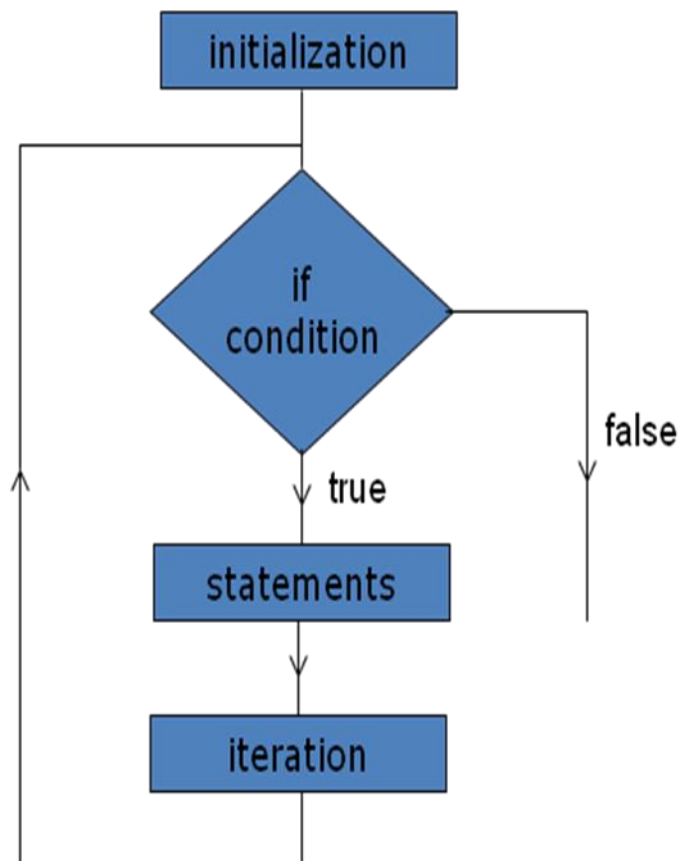 initialization
if
condition
false
true
statements
iteration